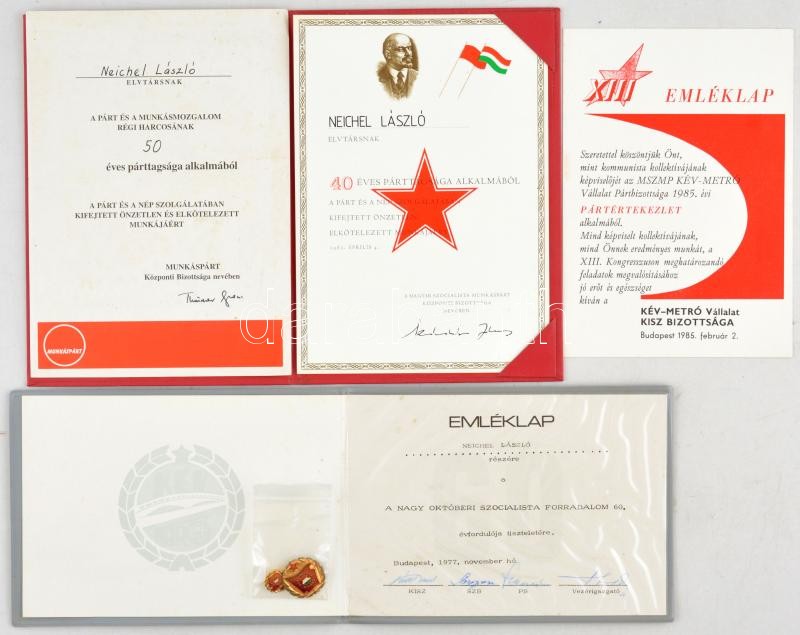 Neichel László
ELVTÁRSNAK
A PÁRT ÉS A MUNKÁSMOZGALOM
RÉGI HARCOSÁNAK
50
éves párttagsága alkalmából
A PÁRT ÉS A NÉP SZOLGÁLATÁBAN
KIFEJTETT ÖNZETLEN ÉS ELKÖTELEZETT
MUNKÁJÁÉRT
MUNKÁSPÁRT
Központi Bizottsága nevében
MUNKÁSPÁRT
NEICHEL LÁSZLÓ
ELVTÁRSNAK
40 ÉVES PÁRTTAGSÁGA ALKALMÁBÓL
A PÁRT ÉS A NÉP SZOLGÁLATÁBAN
KIFEJTETT ÖNZETLEN
ELKÖTELEZETT
ÁPRILIS 4.
A MAGYAR SZOCIALISTA MUNKÁSPÁRT
KÖZPONTI BIZOTTSÁGA
NEVÉBEN
XIII
EMLÉKLAP
Szeretettel köszöntjük Önt,
mint kommunista kollektívájának
képviselőjét az MSZMP KÉV-METRÓ
Vállalat Pártbizottsága 1985. évi
PÁRTÉRTEKEZLET
alkalmából.
Mind képviselt kollektívájának,
mind Önnek eredményes munkát, a
XIII. Kongresszuson meghatározandó
feladatok megvalósításához
jó erőt és egészséget
kíván a
KÉV-METRÓ Vállalat
KISZ BIZOTTSÁGA
Budapest 1985. február 2.
EMLÉKLAP
NEICHEL LÁSZLÓ
részére
a
A NAGY OKTÓBERI SZOCIALISTA FORRADALOM 60.
évfordulója tiszteletére.
Budapest, 1977. november hó.
KISZ SZB PB Vezérigazgató